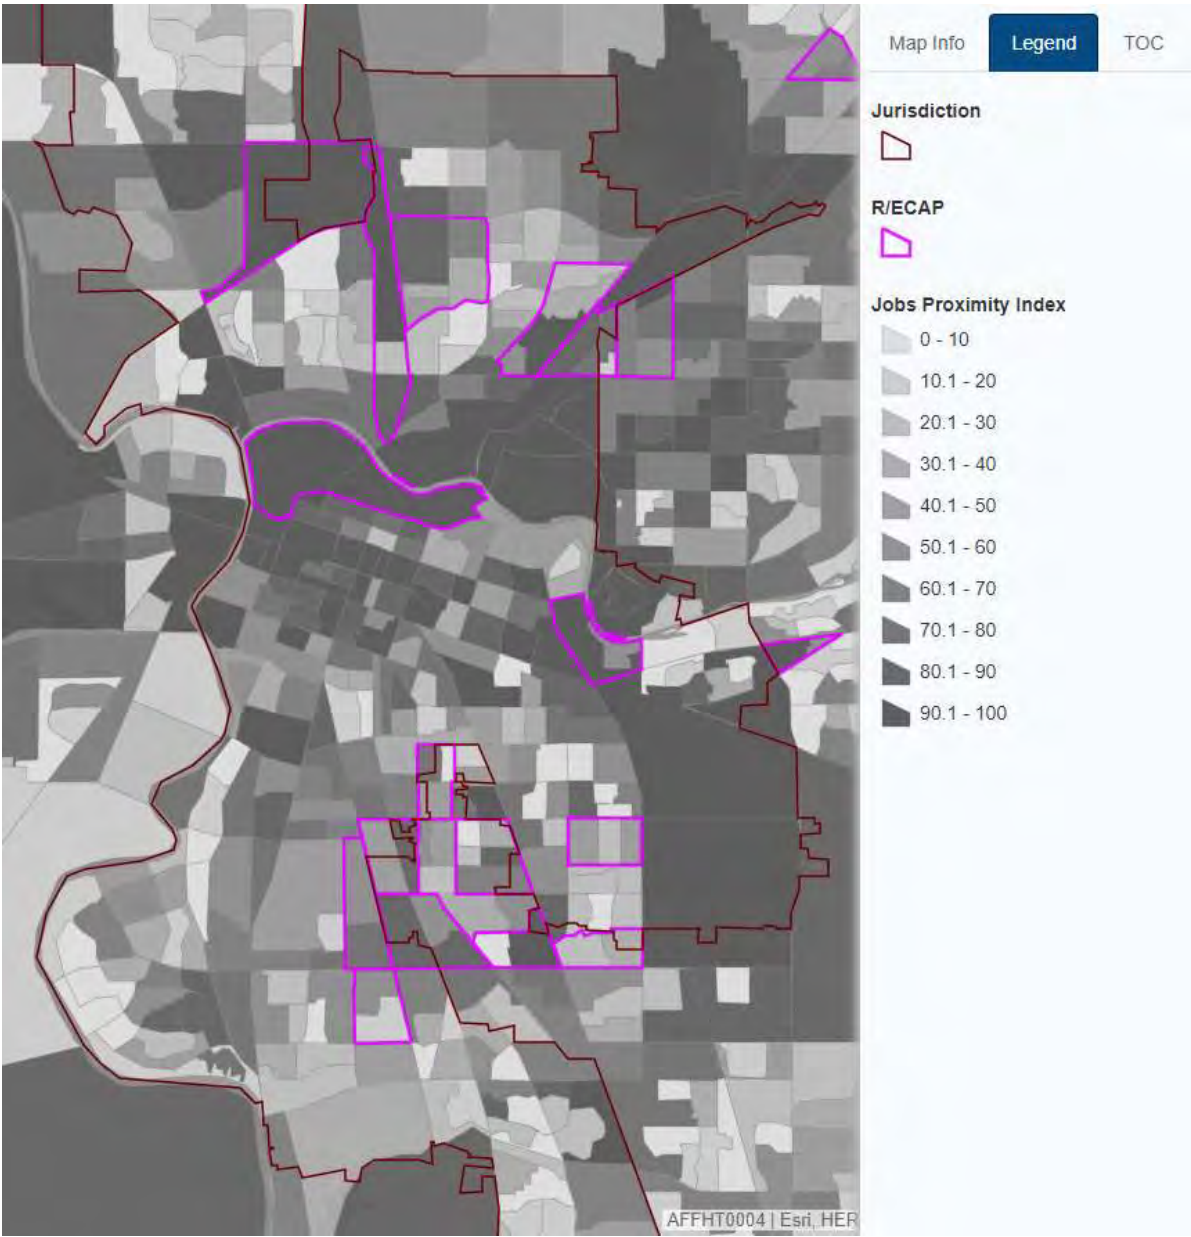 Map Info
Legend
TOC
Jurisdiction
R/ECAP
Jobs Proximity Index
0 - 10
10.1 - 20
20.1 - 30
30.1 - 40
40.1 - 50
50.1 - 60
60.1 - 70
70.1 - 80
80.1 - 90
90.1 - 100
AFFHT0004 | Esri, HER